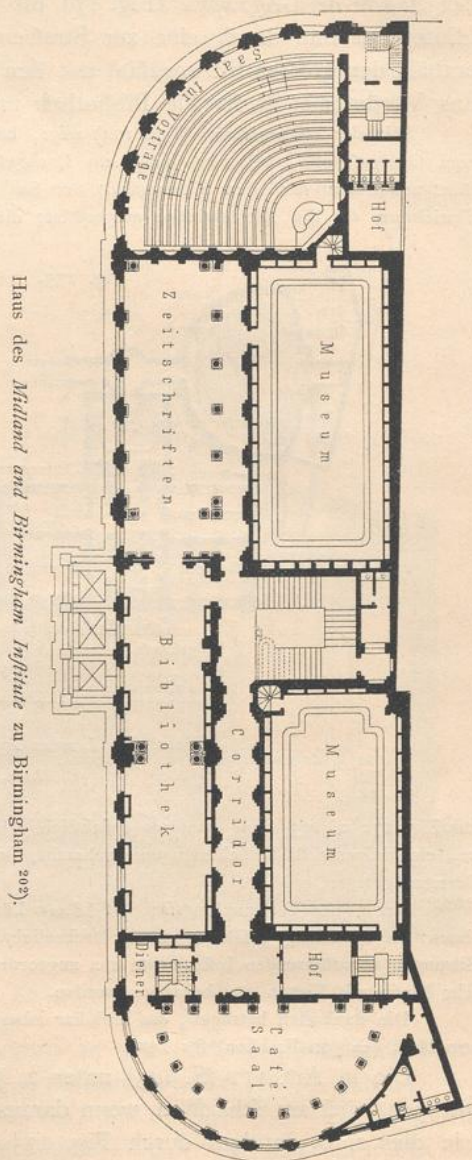 Saal für Vorträge
Hof
Zeitschriften
Museum
Bibliothek
Corridor
Museum
Diener
Hof
Café
Saal
Haus des Midland and Birmingham Institute zu Birmingham ²⁰²).